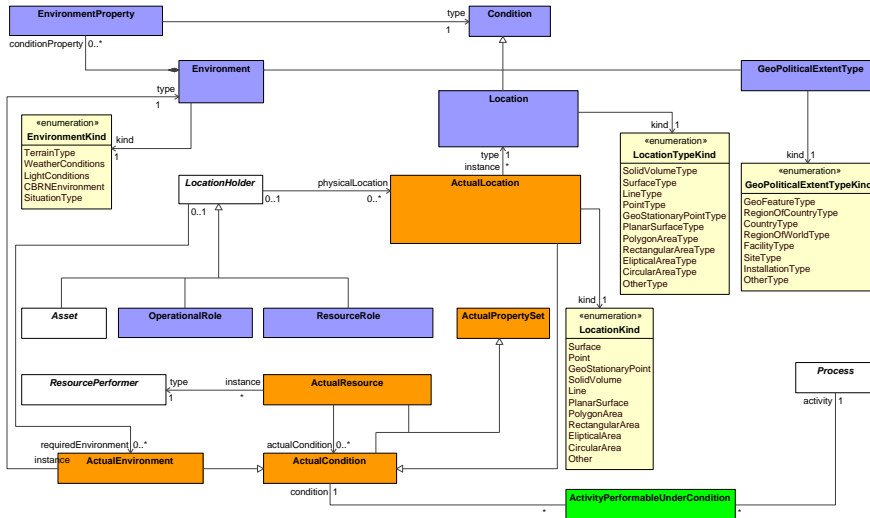 EnvironmentProperty
type
1
Condition
conditionProperty
0..*
Environment
GeoPoliticalExtentType
type
1
Location
«enumeration»
EnvironmentKind
TerrainType
WeatherConditions
LightConditions
CBRNEnvironment
SituationType
kind
1
kind
1
«enumeration»
LocationTypeKind
SolidVolumeType
SurfaceType
LineType
PointType
GeoStationaryPointType
PlanarSurfaceType
PolygonAreaType
RectangularAreaType
ElipticalAreaType
CircularAreaType
OtherType
kind
1
«enumeration»
GeoPoliticalExtentTypeKind
GeoFeatureType
RegionOfCountryType
CountryType
RegionOfWorldType
FacilityType
SiteType
InstallationType
OtherType
type
1
instance
*
LocationHolder
0..1
0..1
physicalLocation
0..*
ActualLocation
Asset
OperationalRole
ResourceRole
ActualPropertySet
kind
1
«enumeration»
LocationKind
Surface
Point
GeoStationaryPoint
SolidVolume
Line
PlanarSurface
PolygonArea
RectangularArea
ElipticalArea
CircularArea
Other
ResourcePerformer
type
1
instance
*
ActualResource
Process
activity
1
requiredEnvironment
0..*
actualCondition
0..*
instance
ActualEnvironment
ActualCondition
condition
1
*
ActivityPerformableUnderCondition
*